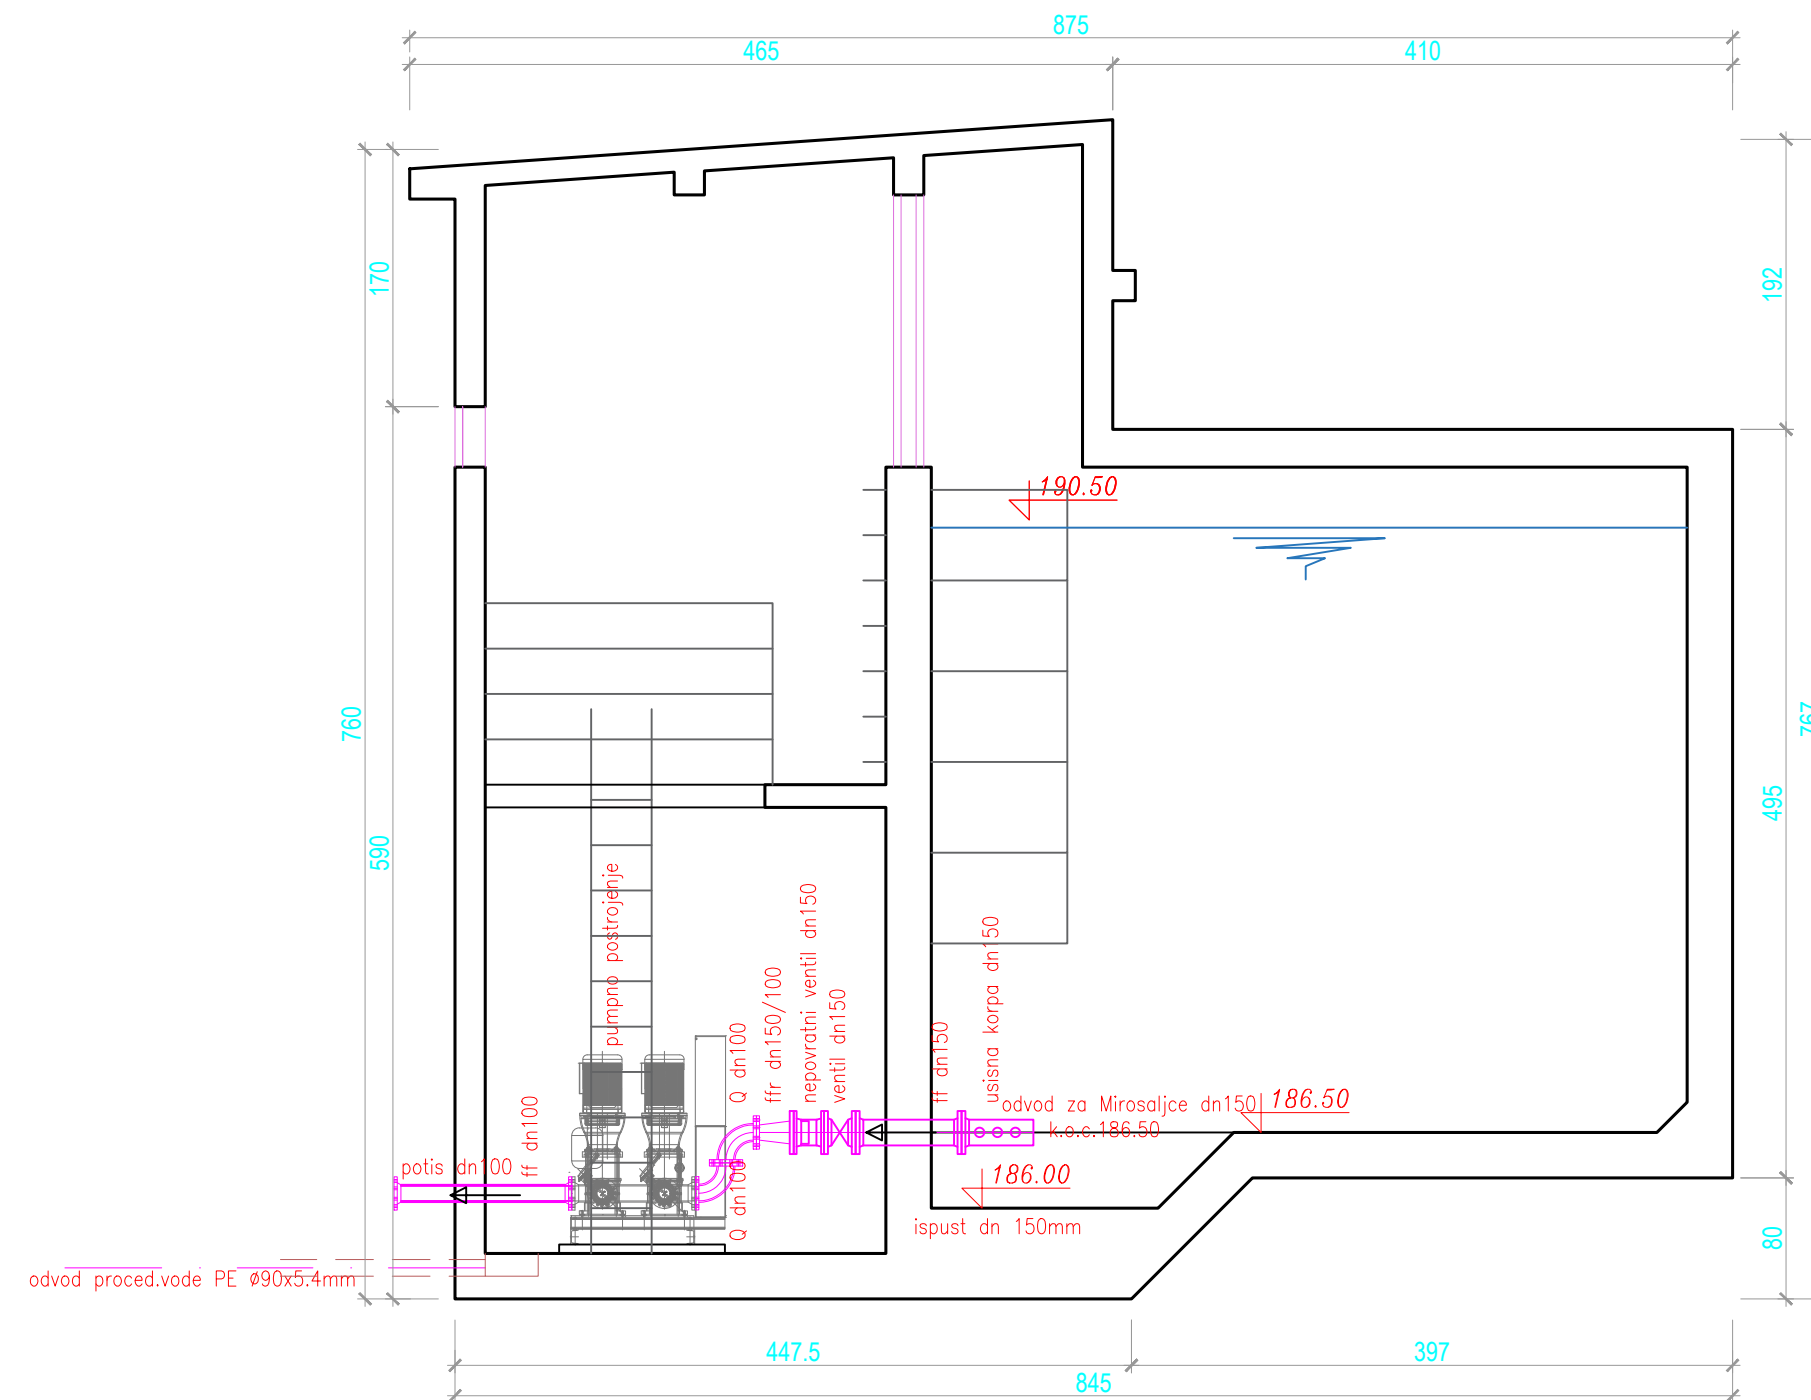 875
465
410
170
192
760
767
590
495
80
190.50
pumpno postrojenje
nepovratni ventil dn150
ventil dn150
ffr dn150/100
Q dn100
ff dn150
usisna korpa dn150
odvod za Mirosaljce dn150
k.o.c.186.50
186.50
ff dn100
potis dn100
Q dn100
186.00
ispust dn 150mm
odvod proced.vode PE Ø90x5.4mm
447.5
397
845